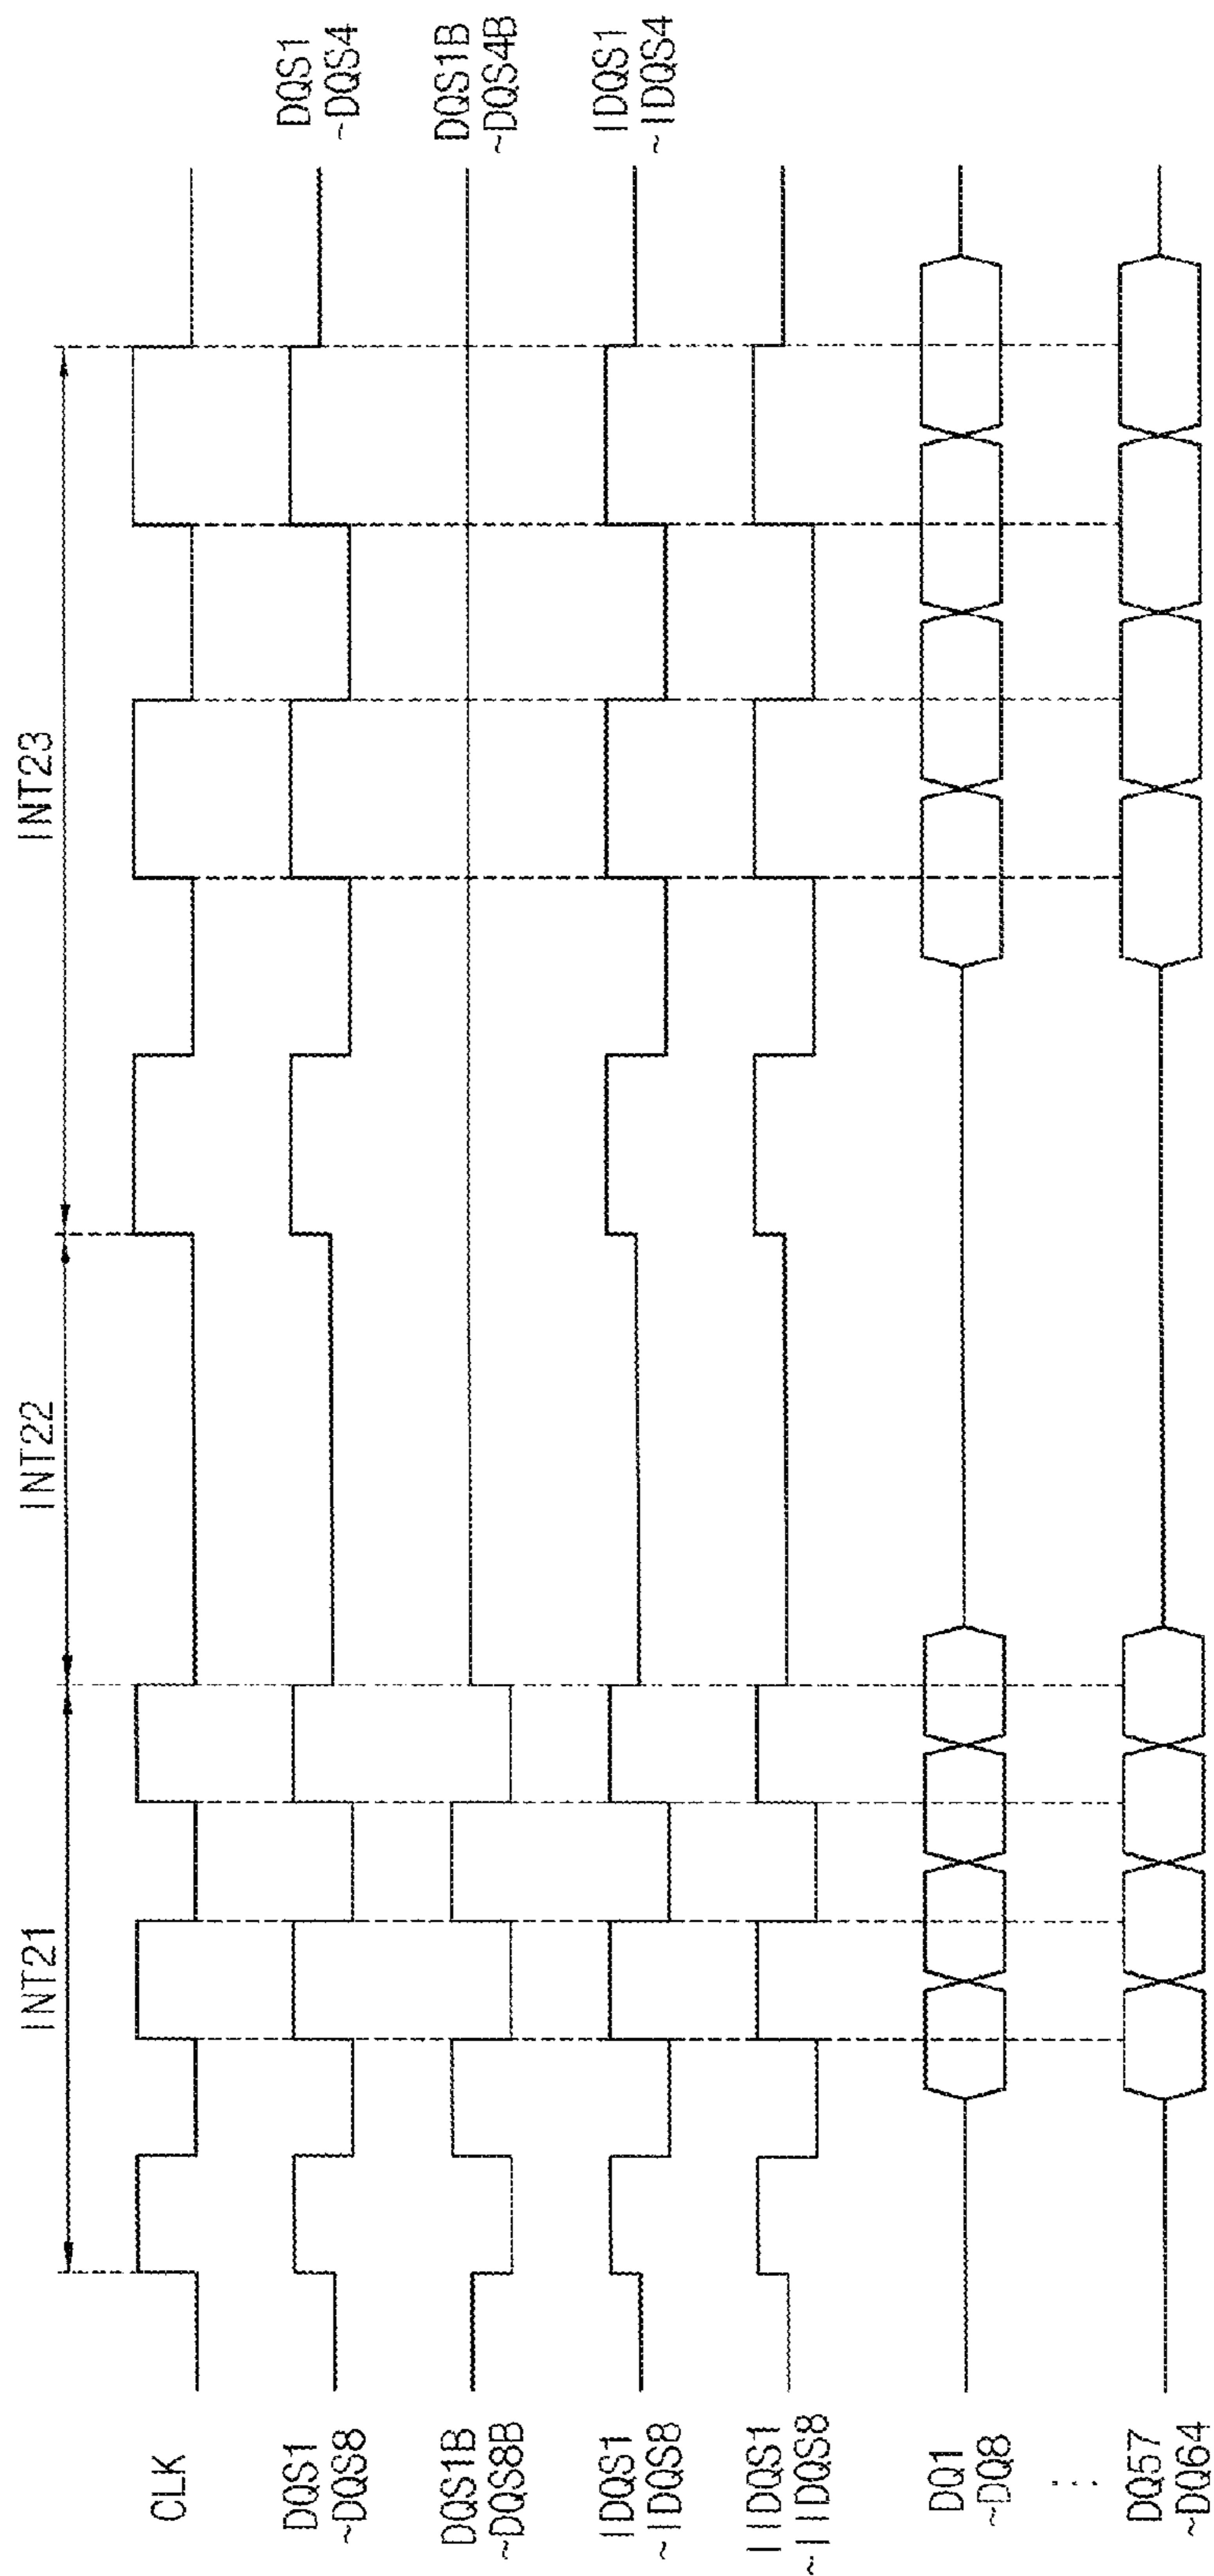 INT21
INT22
INT23
CLK
DQS1
~DQS8
DQS1
~DQS4
DQS1B
~DQS8B
DQS1B
~DQS4B
IDQS1
~IDQS8
IDQS1
~IDQS4
IIDQS1
~IIDQS8
DQ1
~DQ8
⋮
DQ57
~DQ64